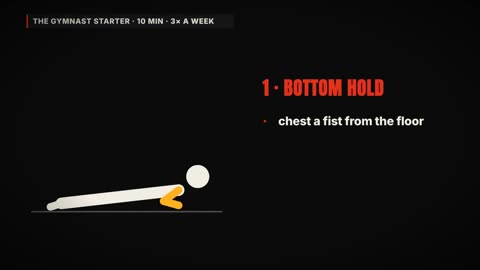 THE GYMNAST STARTER · 10 MIN · 3× A WEEK
1 · BOTTOM HOLD
· chest a fist from the floor